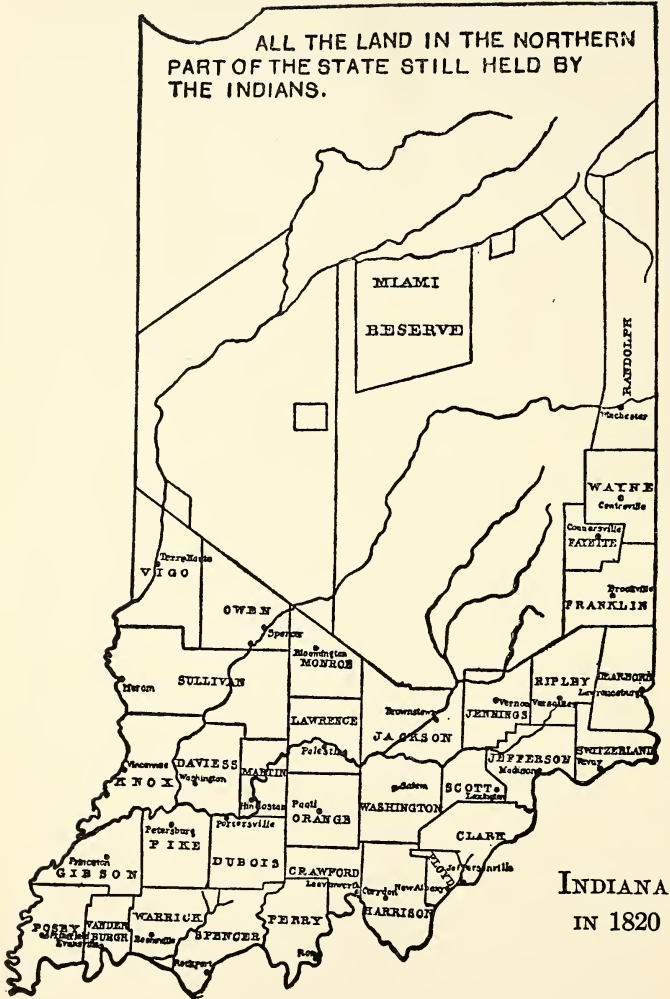 ALL THE LAND IN THE NORTHERN
PART OF THE STATE STILL HELD BY
THE INDIANS.
MIAMI
RESERVE
RANDOLPH
Winchester
WAYNE
Centreville
Connersville
FAYETTE
Brookville
FRANKLIN
Terre Haute
VIGO
OWEN
Spencer
Bloomington
MONROE
Merom
SULLIVAN
LAWRENCE
Palestine
Brownstown
JACKSON
Vernon
JENNINGS
RIPLEY
Versailles
DEARBORN
Lawrenceburg
SWITZERLAND
Vevay
JEFFERSON
Madison
Vincennes
KNOX
DAVIESS
Washington
MARTIN
Hindostan
Paoli
ORANGE
Salem
WASHINGTON
SCOTT
Lexington
CLARK
Petersburg
PIKE
Portersville
DUBOIS
Princeton
GIBSON
CRAWFORD
Leavenworth
Corydon
HARRISON
New Albany
FLOYD
Jeffersonville
POSEY
Evansville
VANDER
BURGH
WARRICK
Boonville
SPENCER
Rockport
PERRY
Rome
INDIANA
IN 1820